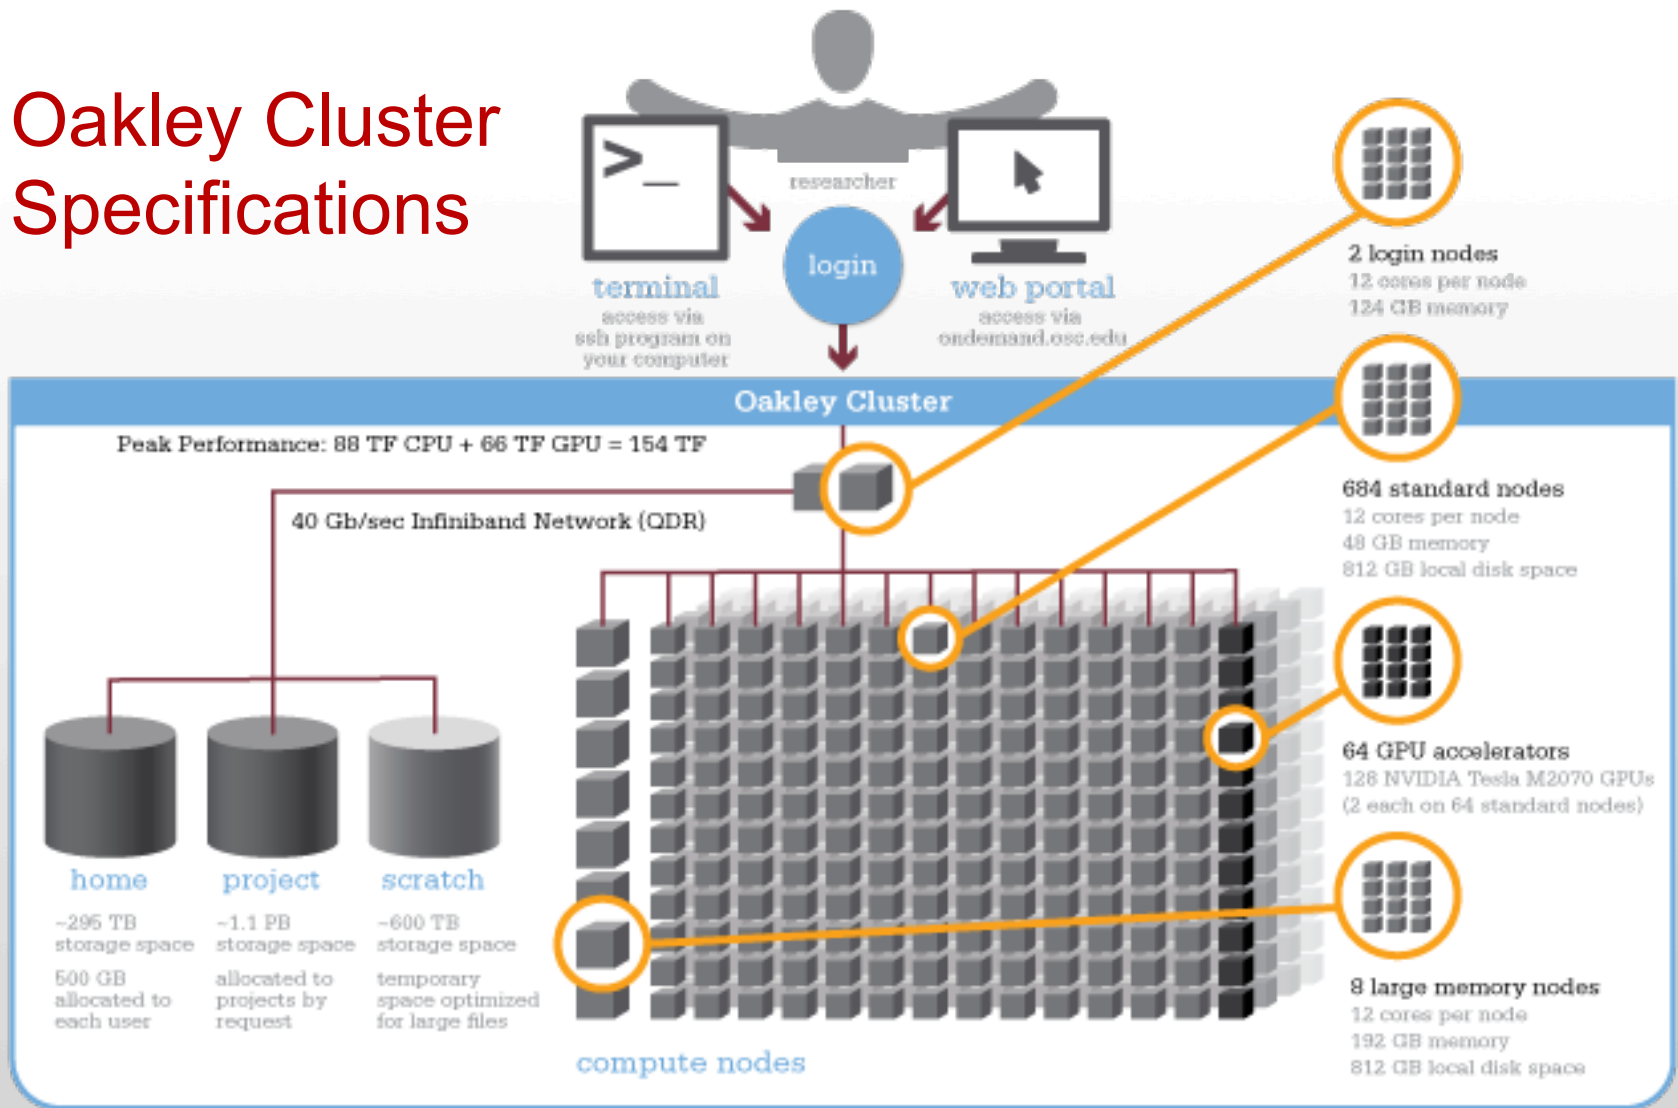 Oakley Cluster
Specifications
>_
researcher
login
terminal
access via
ssh program on
your computer
web portal
access via
ondemand.osc.edu
2 login nodes
12 cores per node
124 GB memory
Oakley Cluster
Peak Performance: 88 TF CPU + 66 TF GPU = 154 TF
40 Gb/sec Infiniband Network (QDR)
684 standard nodes
12 cores per node
48 GB memory
812 GB local disk space
64 GPU accelerators
128 NVIDIA Tesla M2070 GPUs
(2 each on 64 standard nodes)
home
~295 TB
storage space
500 GB
allocated to
each user
project
~1.1 PB
storage space
allocated to
projects by
request
scratch
~600 TB
storage space
temporary
space optimized
for large files
8 large memory nodes
12 cores per node
192 GB memory
812 GB local disk space
compute nodes